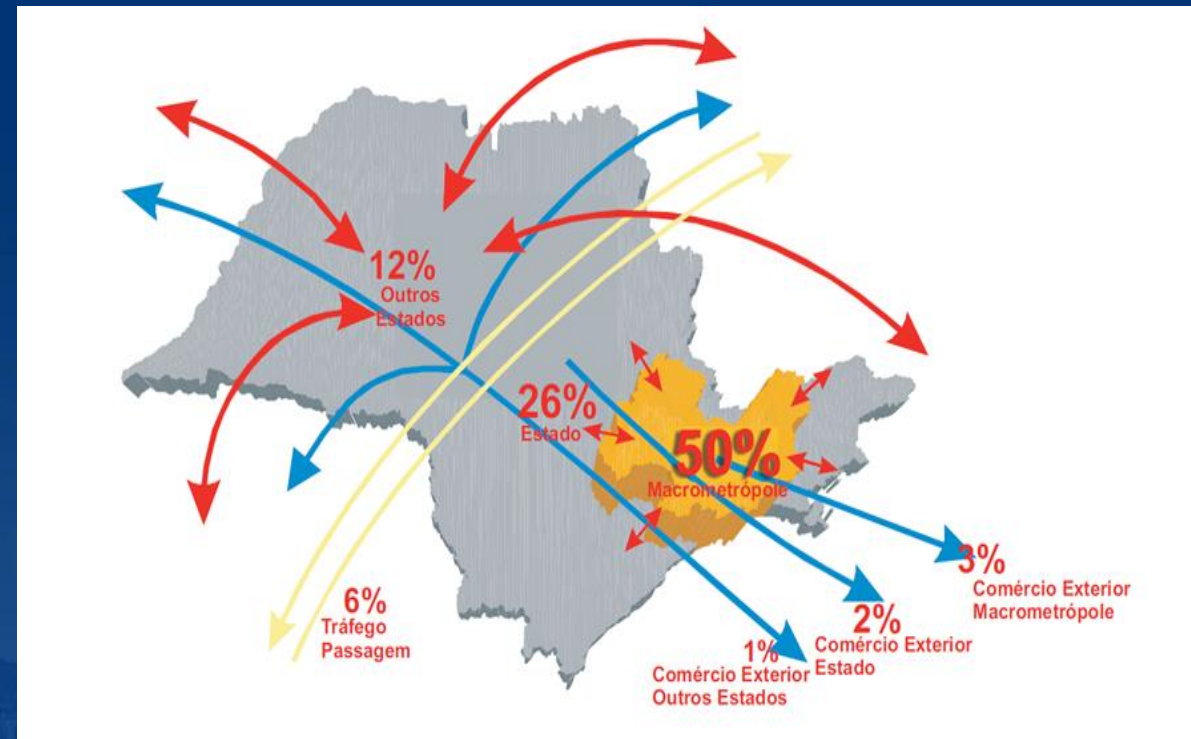 12%
Outros
Estados
26%
Estado
50%
Macrometrópole
6%
Tráfego
Passagem
3%
Comércio Exterior
Macrometrópole
2%
Comércio Exterior
Estado
1%
Comércio Exterior
Outros Estados